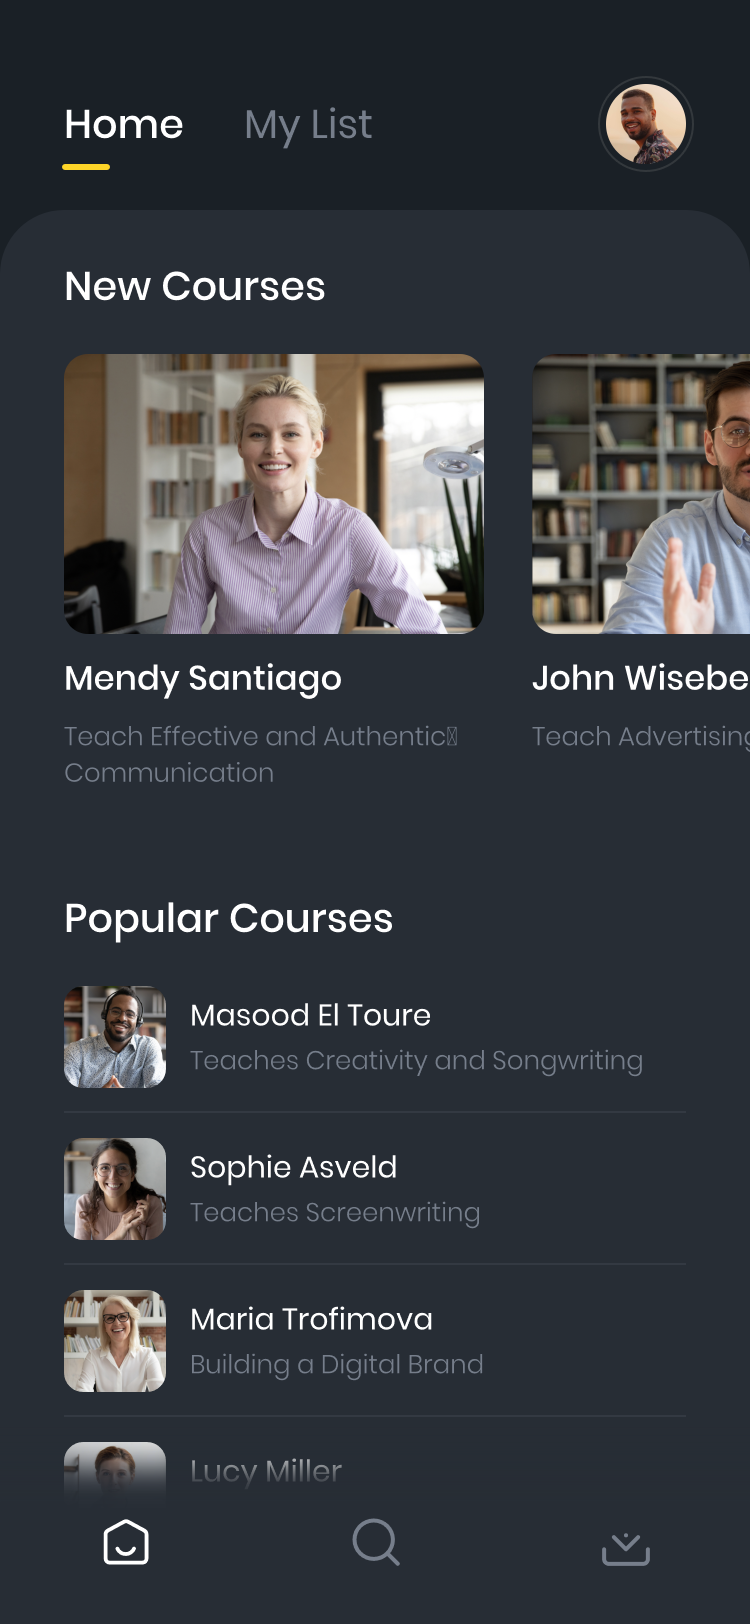 Home
My List
New Courses
Mendy Santiago
Teach Effective and Authentic
Communication
John Wisebe
Teach Advertising
Popular Courses
Masood El Toure
Teaches Creativity and Songwriting
Sophie Asveld
Teaches Screenwriting
Maria Trofimova
Building a Digital Brand
Lucy Miller